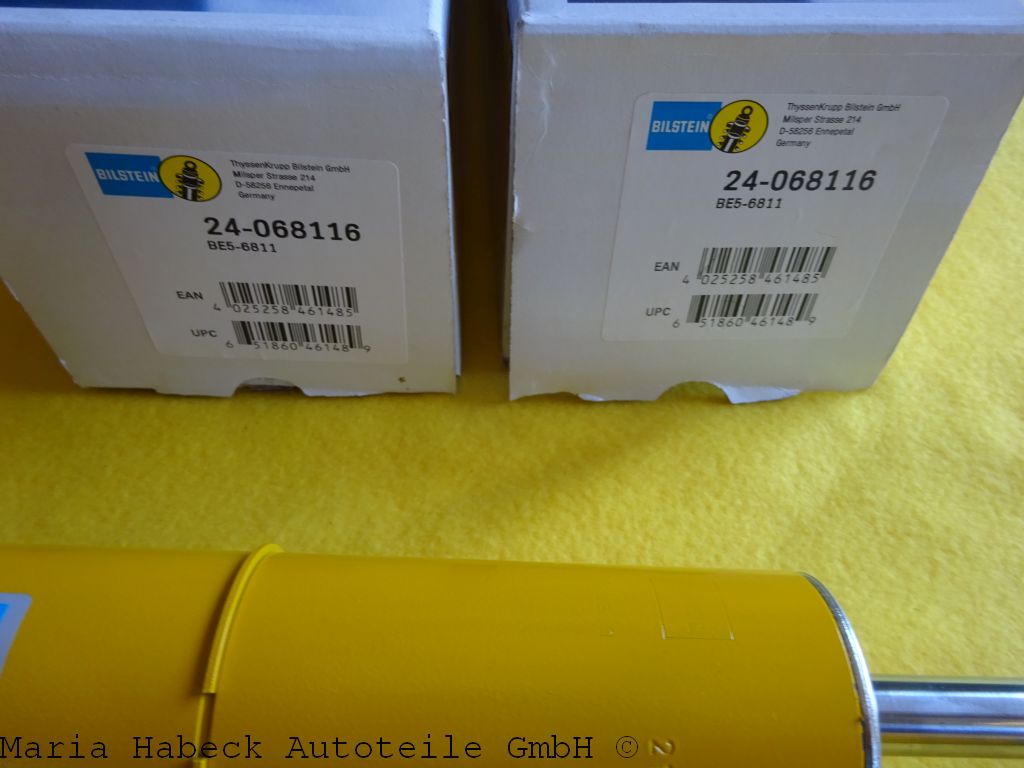 BILSTEIN
ThyssenKrupp Bilstein GmbH
Milsper Strasse 214
D-58256 Ennepetal
Germany
24-068116
BE5-6811
EAN
4 025258 461485
UPC
6 51860 46148 9
BILSTEIN
ThyssenKrupp Bilstein GmbH
Milsper Strasse 214
D-58256 Ennepetal
Germany
24-068116
BE5-6811
EAN
4 025258 461485
UPC
6 51860 46148 9
Maria Habeck Autoteile GmbH ©